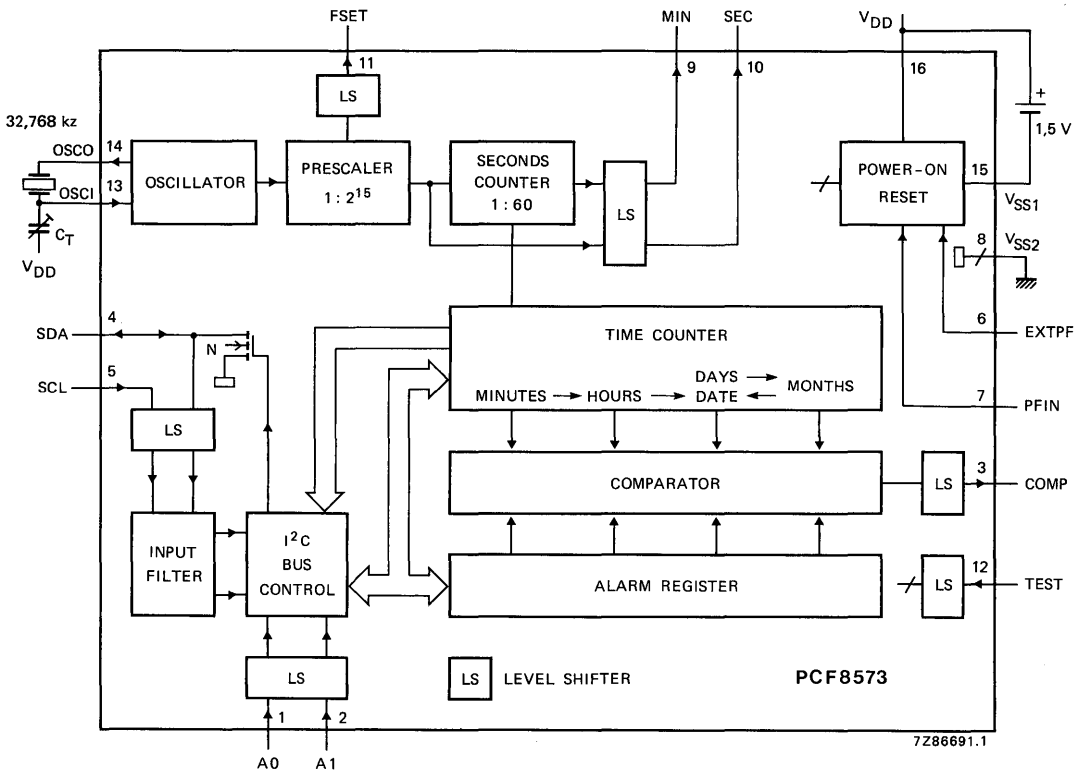 FSET
MIN
SEC
VDD
11
9
10
16
LS
+
1,5 V
32,768 kz
OSCO
14
OSCI
13
CT
VDD
OSCILLATOR
PRESCALER
1 : 2¹⁵
SECONDS
COUNTER
1 : 60
LS
POWER-ON
RESET
15
VSS1
8
VSS2
6
EXTPF
7
PFIN
SDA
4
N
SCL
5
LS
TIME COUNTER
MINUTES
HOURS
DAYS
DATE
MONTHS
COMPARATOR
LS
3
COMP
INPUT
FILTER
I²C
BUS
CONTROL
ALARM REGISTER
LS
12
TEST
LS
LS
LEVEL SHIFTER
PCF8573
1
2
A0
A1
7Z86691.1